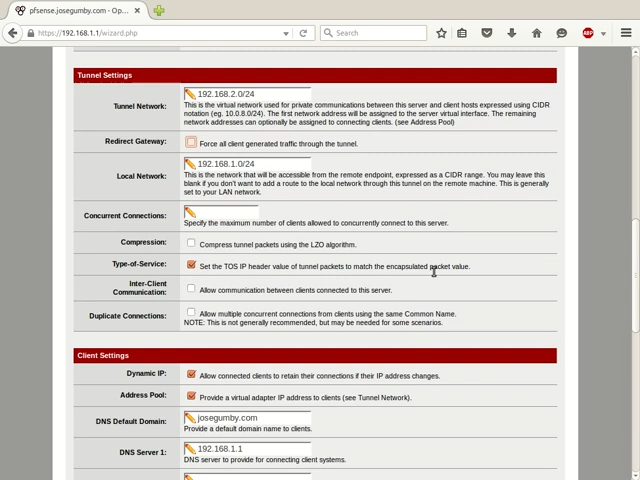 pfsense.josegumby.com - Op...
https://192.168.1.1/wizard.php
Search
ABP
Tunnel Settings
Tunnel Network:
192.168.2.0/24
This is the virtual network used for private communications between this server and client hosts expressed using CIDR
notation (eg. 10.0.8.0/24). The first network address will be assigned to the server virtual interface. The remaining
network addresses can optionally be assigned to connecting clients. (see Address Pool)
Redirect Gateway:
Force all client generated traffic through the tunnel.
Local Network:
192.168.1.0/24
This is the network that will be accessible from the remote endpoint, expressed as a CIDR range. You may leave this
blank if you don't want to add a route to the local network through this tunnel on the remote machine. This is generally
set to your LAN network.
Concurrent Connections:
Specify the maximum number of clients allowed to concurrently connect to this server.
Compression:
Compress tunnel packets using the LZO algorithm.
Type-of-Service:
Set the TOS IP header value of tunnel packets to match the encapsulated packet value.
Inter-Client
Communication:
Allow communication between clients connected to this server.
Duplicate Connections:
Allow multiple concurrent connections from clients using the same Common Name.
NOTE: This is not generally recommended, but may be needed for some scenarios.
Client Settings
Dynamic IP:
Allow connected clients to retain their connections if their IP address changes.
Address Pool:
Provide a virtual adapter IP address to clients (see Tunnel Network).
DNS Default Domain:
josegumby.com
Provide a default domain name to clients.
DNS Server 1:
192.168.1.1
DNS server to provide for connecting client systems.